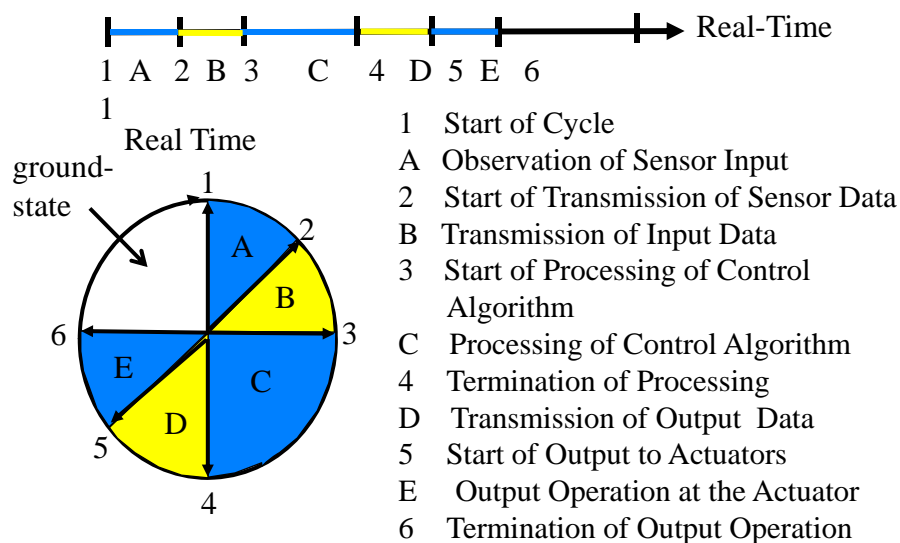 Real-Time
1 A 2 B 3 C 4 D 5 E 6
1
Real Time
ground-
state
1
2
3
4
5
6
A
B
C
D
E
1 Start of Cycle
A Observation of Sensor Input
2 Start of Transmission of Sensor Data
B Transmission of Input Data
3 Start of Processing of Control
Algorithm
C Processing of Control Algorithm
4 Termination of Processing
D Transmission of Output Data
5 Start of Output to Actuators
E Output Operation at the Actuator
6 Termination of Output Operation